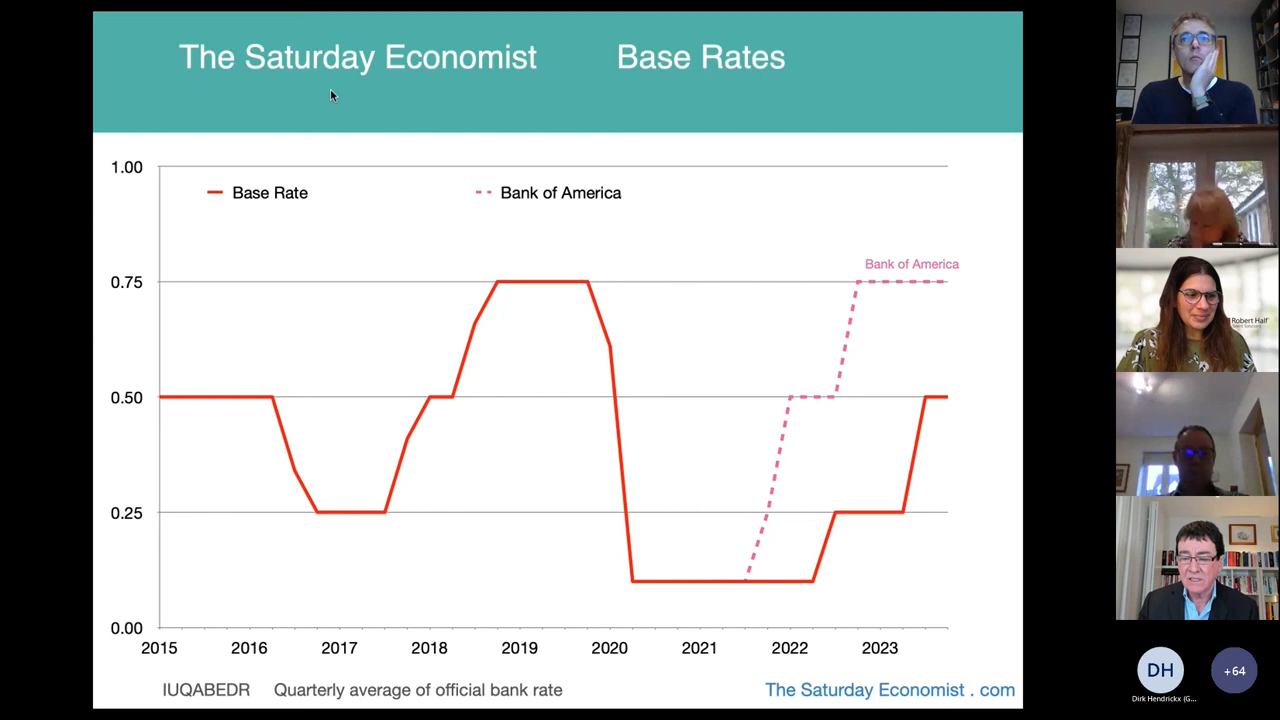 The Saturday Economist Base Rates
1.00
Base Rate Bank of America
Bank of America
0.75
0.50
0.25
0.00
2015 2016 2017 2018 2019 2020 2021 2022 2023
IUQABEDR Quarterly average of official bank rate The Saturday Economist . com
Robert Half
DH +64
Dirk Hendrickx (G...